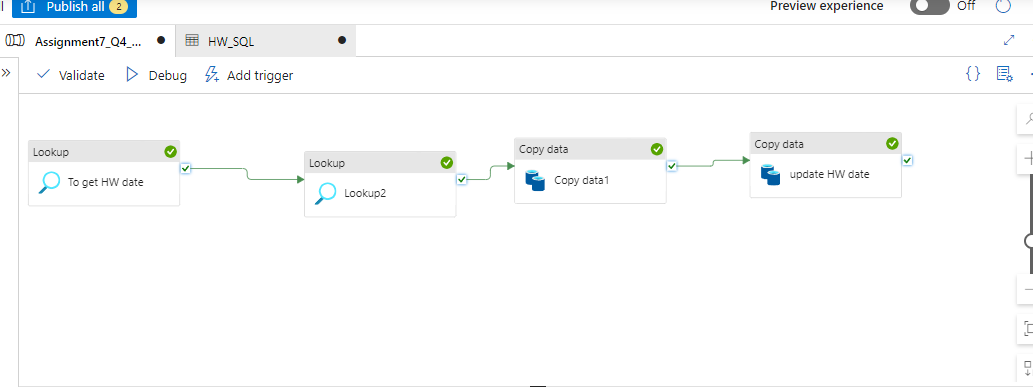 Publish all 2
Preview experience Off
Assignment7_Q4_...
HW_SQL
»
Validate Debug Add trigger
{}
Lookup
To get HW date
Lookup
Lookup2
Copy data
Copy data1
Copy data
update HW date